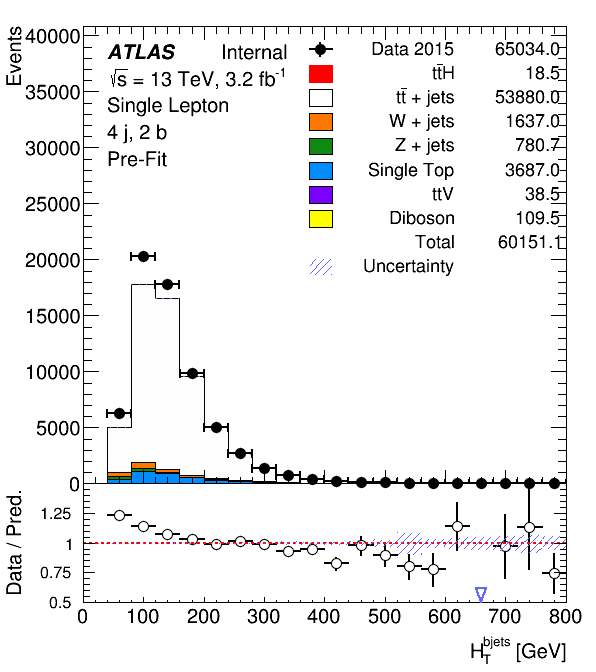 Events
40000
35000
30000
25000
20000
15000
10000
5000
0
ATLAS Internal
√s = 13 TeV, 3.2 fb⁻¹
Single Lepton
4 j, 2 b
Pre-Fit
Data 2015 65034.0
tt̄H 18.5
tt̄ + jets 53880.0
W + jets 1637.0
Z + jets 780.7
Single Top 3687.0
ttV 38.5
Diboson 109.5
Total 60151.1
Uncertainty
Data / Pred.
1.25
1
0.75
0.5
0 100 200 300 400 500 600 700 800
H_T^bjets [GeV]